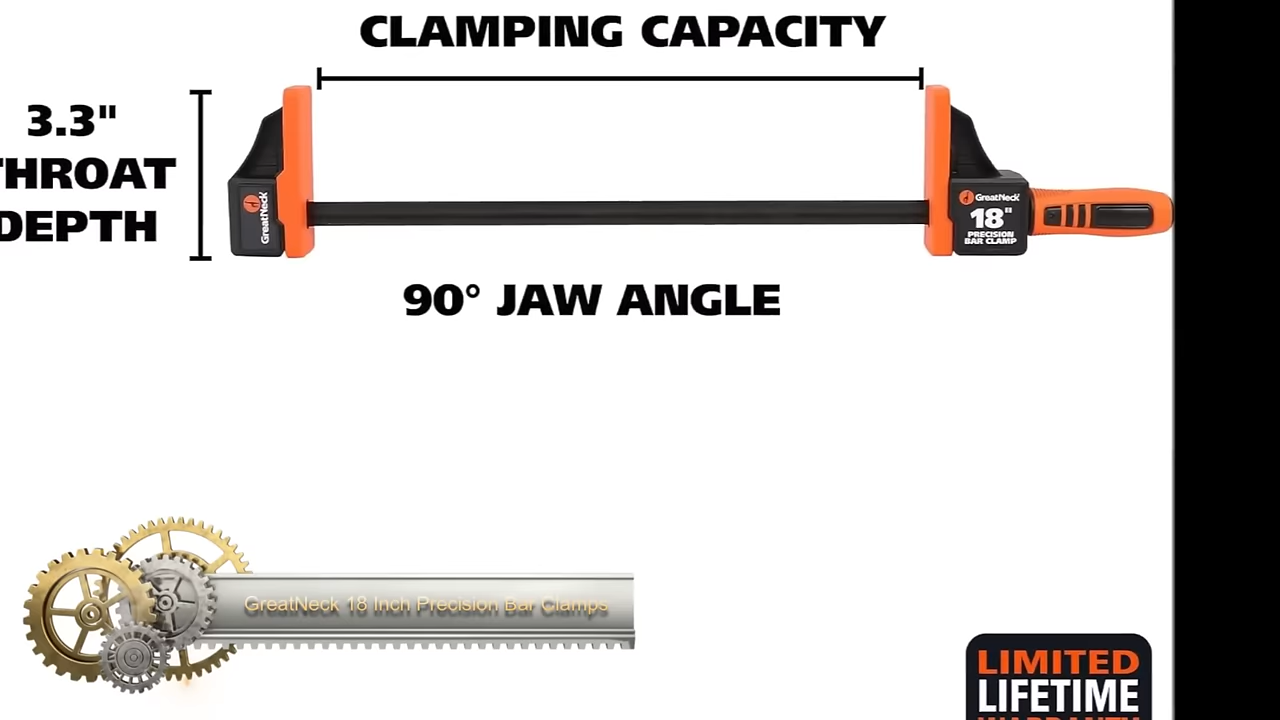 CLAMPING CAPACITY
3.3"
THROAT
DEPTH
GreatNeck
GreatNeck
18"
PRECISION
BAR CLAMP
90° JAW ANGLE
GreatNeck 18 Inch Precision Bar Clamps
LIMITED
LIFETIME
WARRANTY